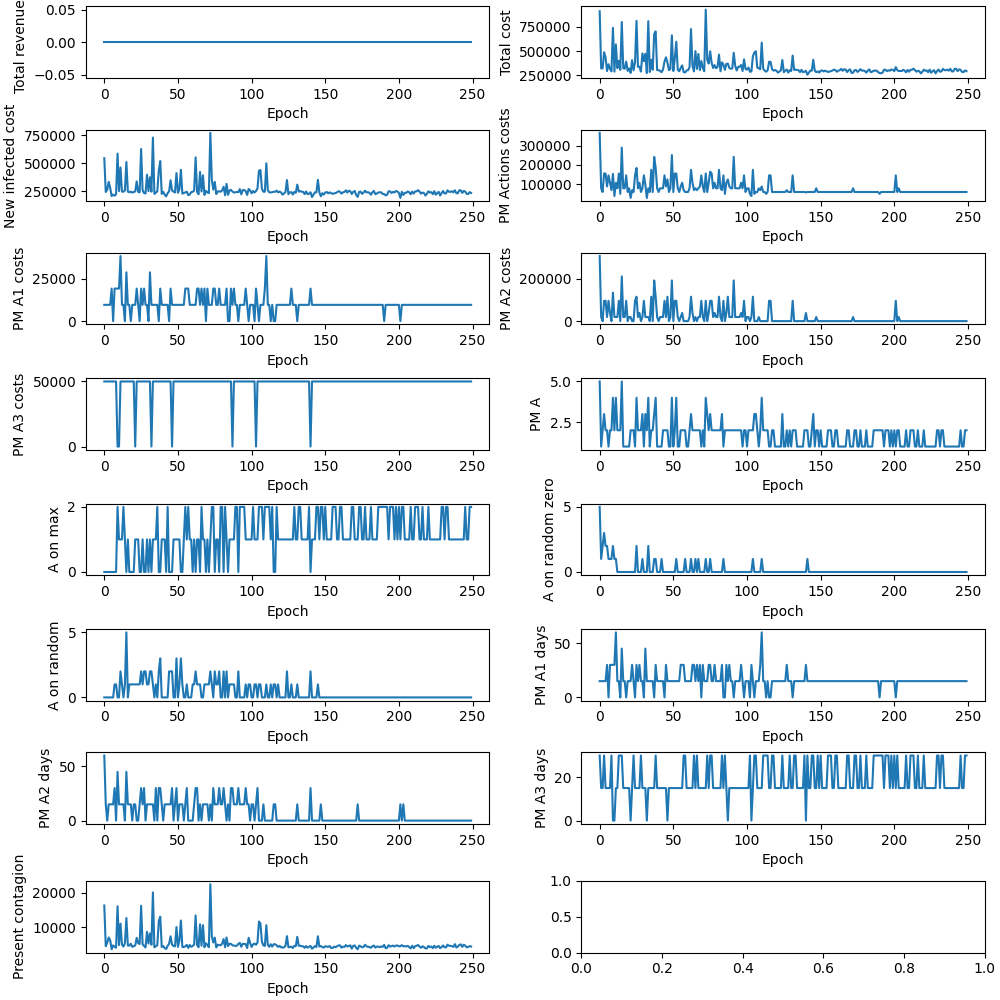 Total revenue
0.05
0.00
−0.05
0 50 100 150 200 250
Epoch
Total cost
750000
500000
250000
0 50 100 150 200 250
Epoch
New infected cost
750000
500000
250000
0 50 100 150 200 250
Epoch
PM Actions costs
300000
200000
100000
0 50 100 150 200 250
Epoch
PM A1 costs
25000
0
0 50 100 150 200 250
Epoch
PM A2 costs
200000
0
0 50 100 150 200 250
Epoch
PM A3 costs
50000
0
0 50 100 150 200 250
Epoch
PM A
5.0
2.5
0 50 100 150 200 250
Epoch
A on max
2
0
0 50 100 150 200 250
Epoch
A on random zero
5
0
0 50 100 150 200 250
Epoch
A on random
5
0
0 50 100 150 200 250
Epoch
PM A1 days
50
0
0 50 100 150 200 250
Epoch
PM A2 days
50
0
0 50 100 150 200 250
Epoch
PM A3 days
20
0
0 50 100 150 200 250
Epoch
Present contagion
20000
10000
0 50 100 150 200 250
Epoch
1.0
0.5
0.0
0.0 0.2 0.4 0.6 0.8 1.0